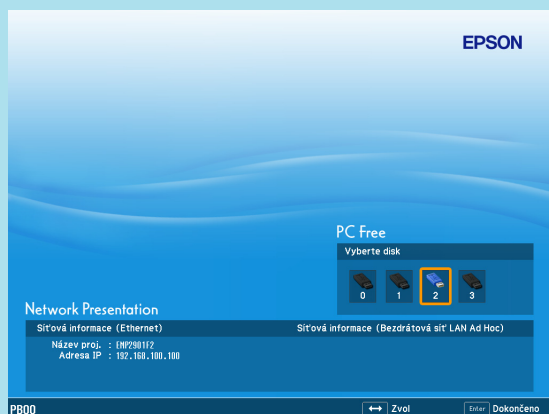 EPSON
PC Free
Vyberte disk
0 1 2 3
Network Presentation
Síťová informace (Ethernet)
Síťová informace (Bezdrátová síť LAN Ad Hoc)
Název proj. : EMP2901F2
Adresa IP : 192.168.100.100
PB00
Zvol
Enter Dokončeno